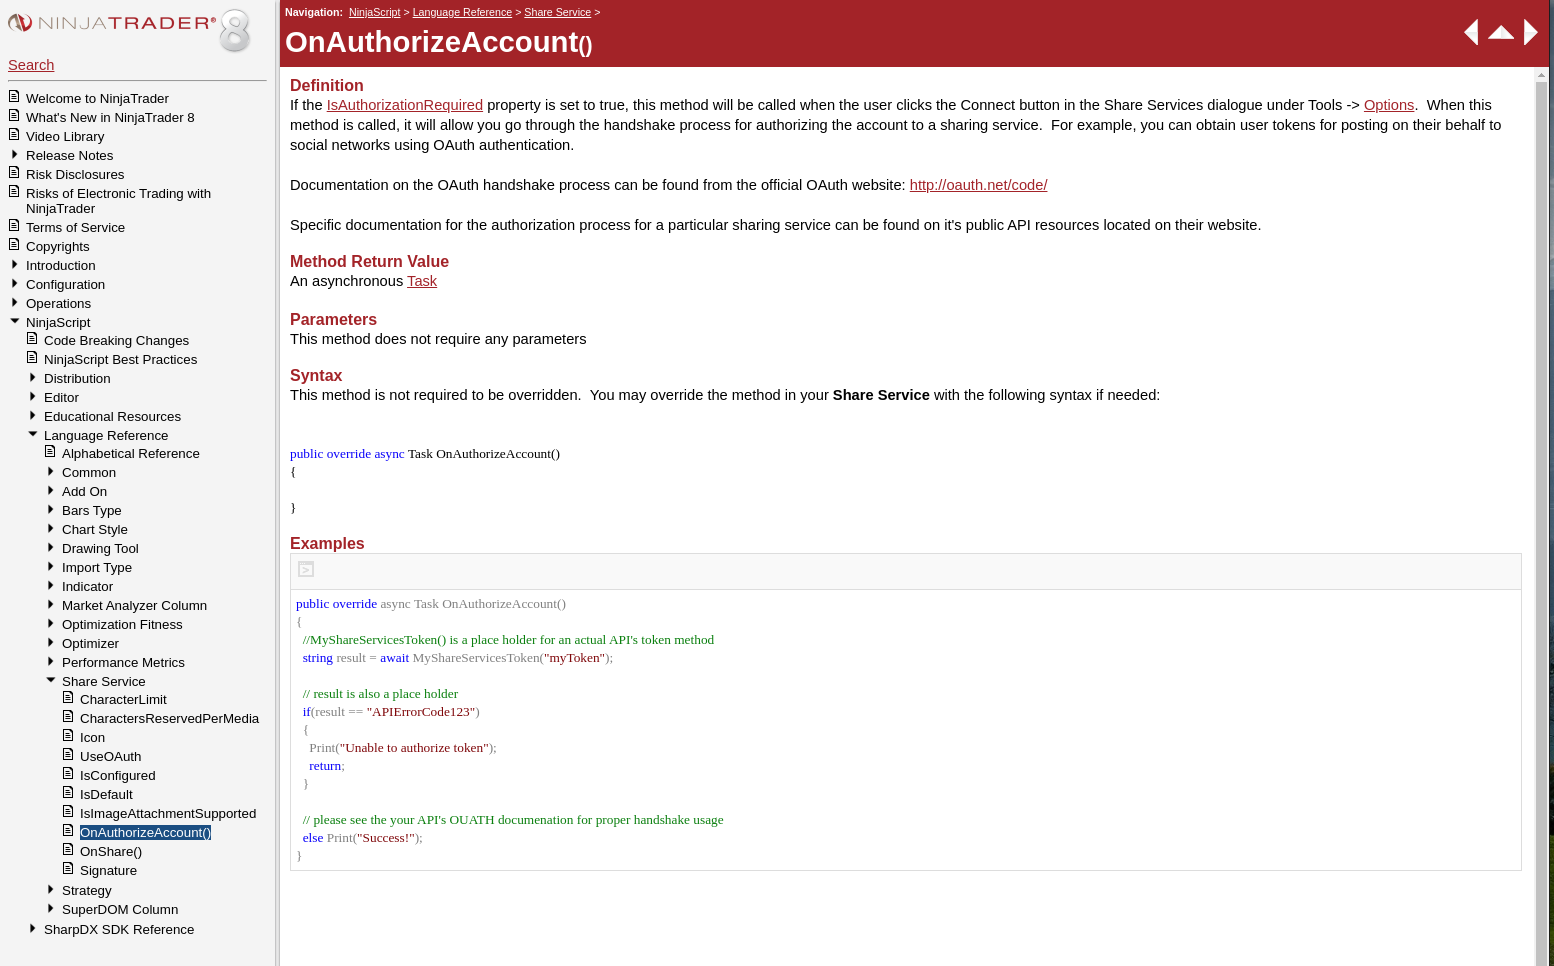 NINJATRADER® 8
Search
Welcome to NinjaTrader
What's New in NinjaTrader 8
Video Library
Release Notes
Risk Disclosures
Risks of Electronic Trading with
NinjaTrader
Terms of Service
Copyrights
Introduction
Configuration
Operations
NinjaScript
Code Breaking Changes
NinjaScript Best Practices
Distribution
Editor
Educational Resources
Language Reference
Alphabetical Reference
Common
Add On
Bars Type
Chart Style
Drawing Tool
Import Type
Indicator
Market Analyzer Column
Optimization Fitness
Optimizer
Performance Metrics
Share Service
CharacterLimit
CharactersReservedPerMedia
Icon
UseOAuth
IsConfigured
IsDefault
IsImageAttachmentSupported
OnAuthorizeAccount()
OnShare()
Signature
Strategy
SuperDOM Column
SharpDX SDK Reference
Navigation:  NinjaScript > Language Reference > Share Service >
OnAuthorizeAccount()
Definition
If the IsAuthorizationRequired property is set to true, this method will be called when the user clicks the Connect button in the Share Services dialogue under Tools -> Options.  When this
method is called, it will allow you go through the handshake process for authorizing the account to a sharing service.  For example, you can obtain user tokens for posting on their behalf to
social networks using OAuth authentication.
Documentation on the OAuth handshake process can be found from the official OAuth website: http://oauth.net/code/
Specific documentation for the authorization process for a particular sharing service can be found on it's public API resources located on their website.
Method Return Value
An asynchronous Task
Parameters
This method does not require any parameters
Syntax
This method is not required to be overridden.  You may override the method in your Share Service with the following syntax if needed:
public override async Task OnAuthorizeAccount()
{
}
Examples
>
public override async Task OnAuthorizeAccount()
{
//MyShareServicesToken() is a place holder for an actual API's token method
string result = await MyShareServicesToken("myToken");
// result is also a place holder
if(result == "APIErrorCode123")
{
Print("Unable to authorize token");
return;
}
// please see the your API's OUATH documenation for proper handshake usage
else Print("Success!");
}